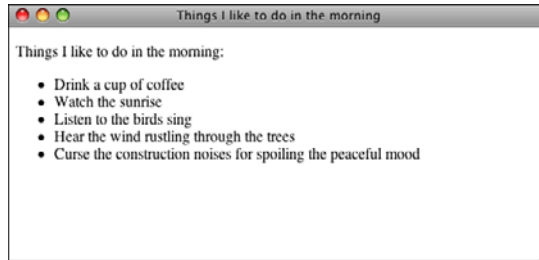 Things I like to do in the morning
Things I like to do in the morning:
• Drink a cup of coffee
• Watch the sunrise
• Listen to the birds sing
• Hear the wind rustling through the trees
• Curse the construction noises for spoiling the peaceful mood